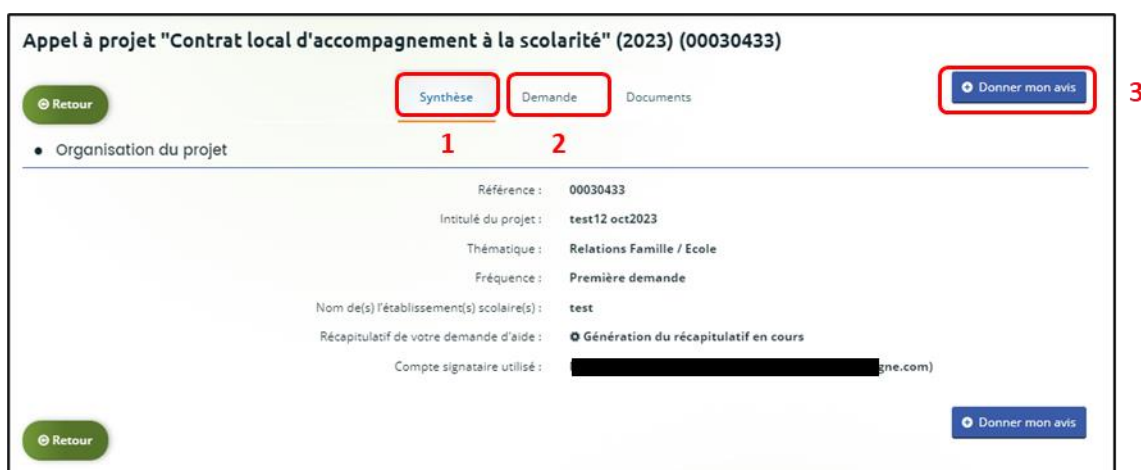 Appel à projet "Contrat local d'accompagnement à la scolarité" (2023) (00030433)
Retour Synthèse Demande Documents Donner mon avis 3
1 2
• Organisation du projet
Référence : 00030433
Intitulé du projet : test12 oct2023
Thématique : Relations Famille / Ecole
Fréquence : Première demande
Nom de(s) l'établissement(s) scolaire(s) : test
Récapitulatif de votre demande d'aide : Génération du récapitulatif en cours
Compte signataire utilisé : gne.com)
Donner mon avis
Retour